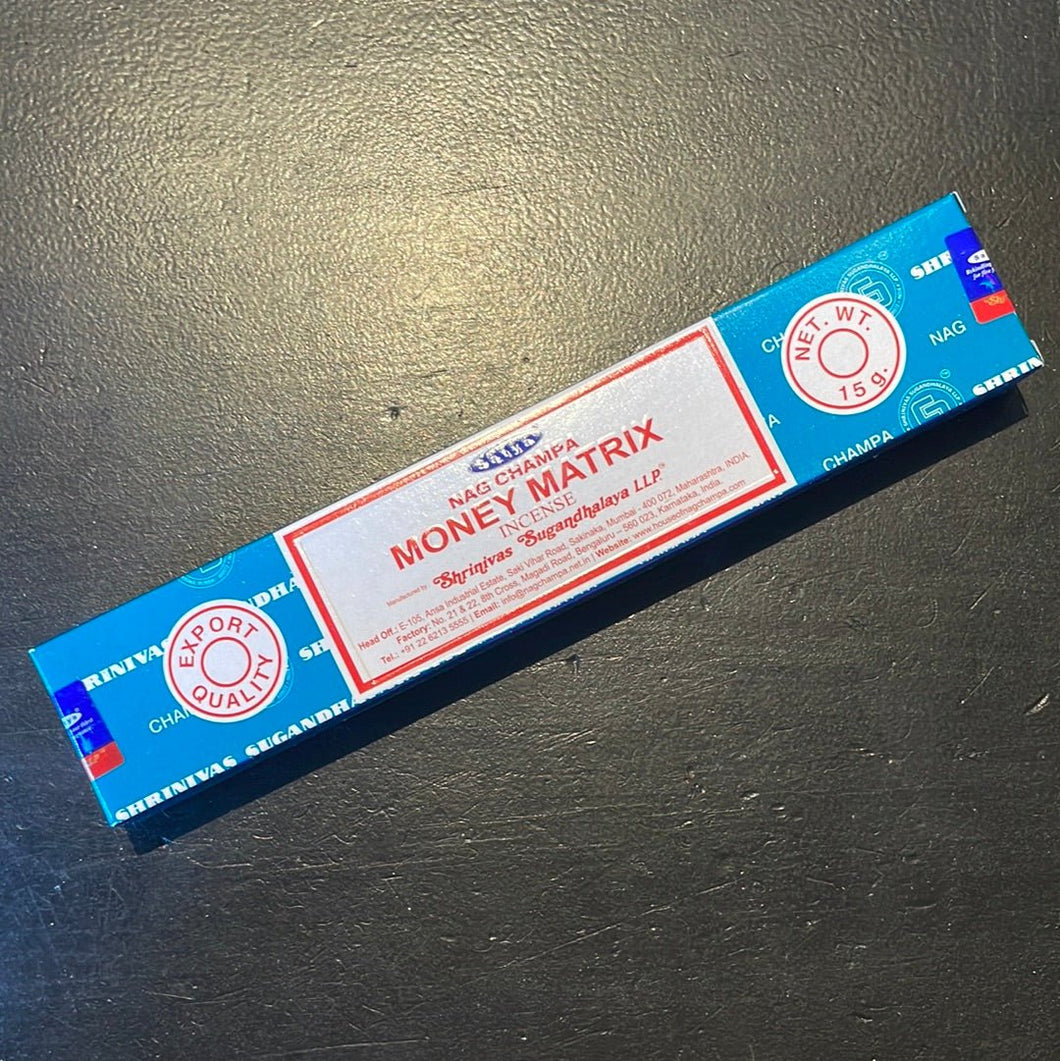 SHRINIVAS
EXPORT
QUALITY
SHRINIVAS SUGANDHA
satya
NAG CHAMPA
MONEY MATRIX
INCENSE
Manufactured by Shrinivas Sugandhalaya LLP.™
Head Off.: E-105, Ansa Industrial Estate, Saki Vihar Road, Sakinaka, Mumbai - 400 072, Maharashtra, INDIA.
Factory: No. 21 & 22, 8th Cross, Magadi Road, Bengaluru – 560 023, Karnataka, India.
Tel.: +91 22 6213 5555 | Email: info@nagchampa.net.in | Website: www.houseofnagchampa.com
NET. WT.
15 g.
NAG
CHAMPA
SHRIN